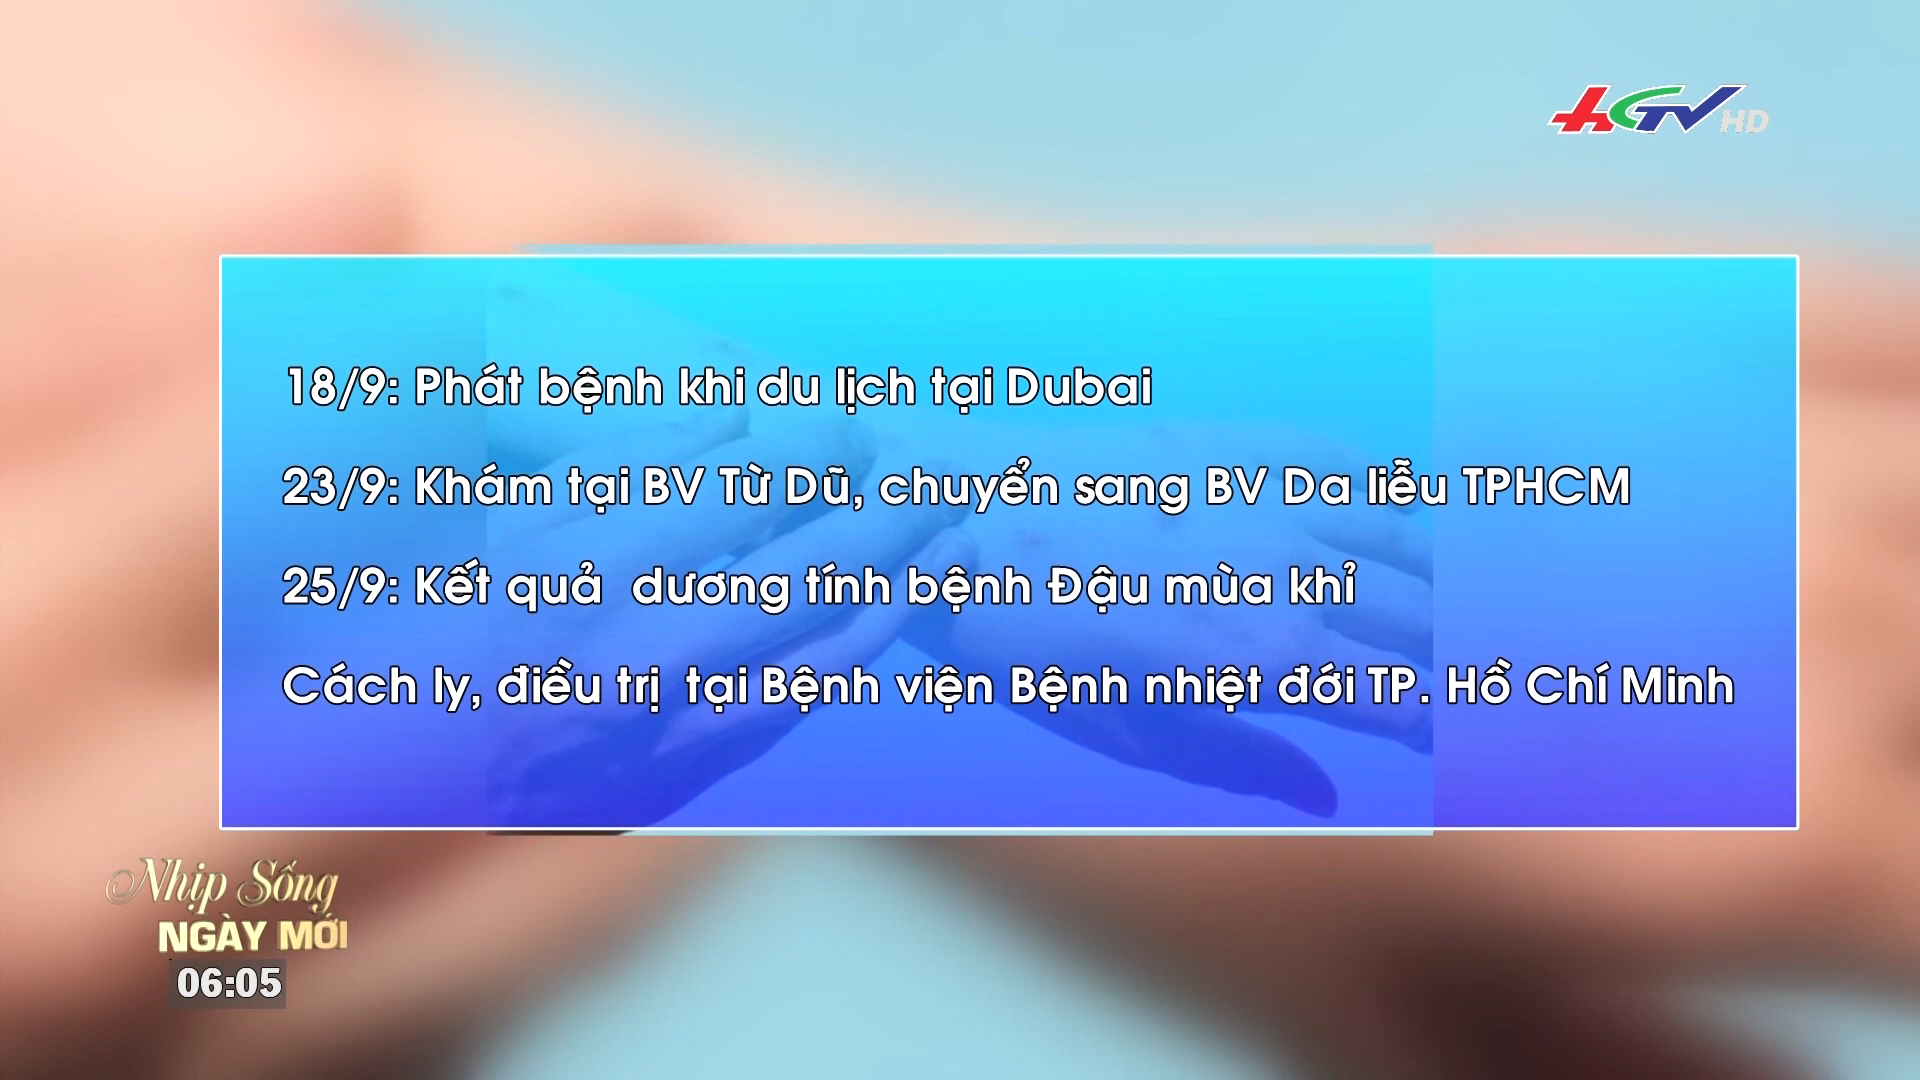 HGTV HD
18/9: Phát bệnh khi du lịch tại Dubai
23/9: Khám tại BV Từ Dũ, chuyển sang BV Da liễu TPHCM
25/9: Kết quả dương tính bệnh Đậu mùa khỉ
Cách ly, điều trị tại Bệnh viện Bệnh nhiệt đới TP. Hồ Chí Minh
Nhịp Sống
NGÀY MỚI
06:05